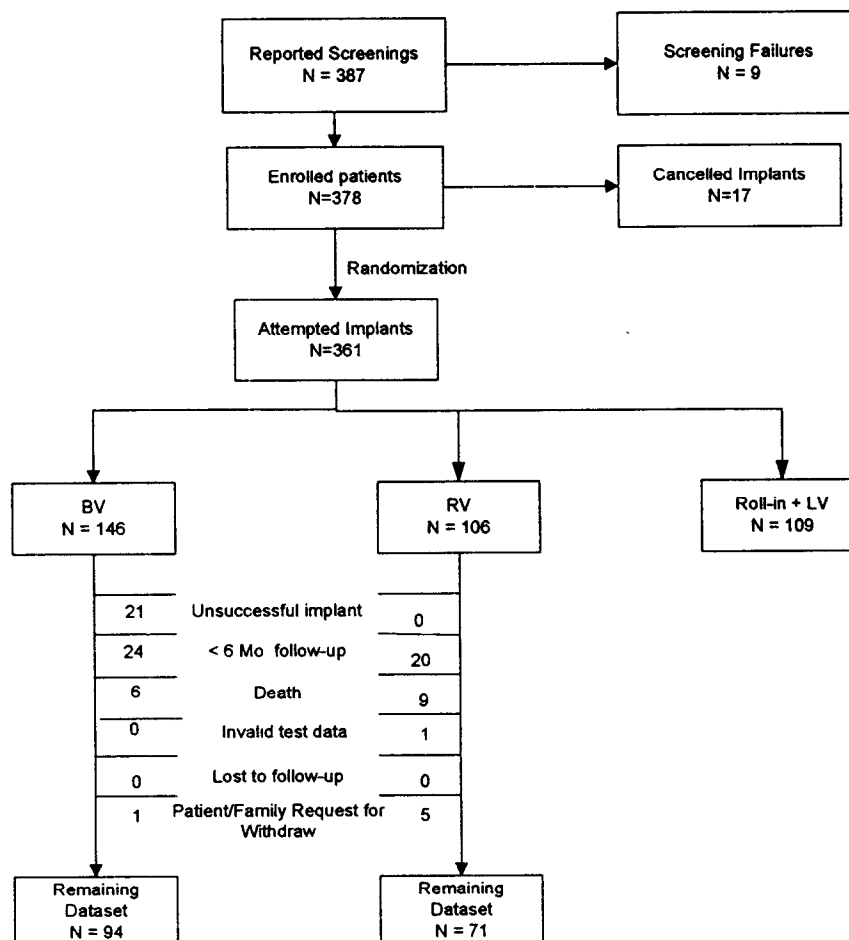 Reported Screenings
N = 387
Screening Failures
N = 9
Enrolled patients
N=378
Cancelled Implants
N=17
Randomization
Attempted Implants
N=361
BV
N = 146
RV
N = 106
Roll-in + LV
N = 109
21 Unsuccessful implant 0
24 < 6 Mo follow-up 20
6 Death 9
0 Invalid test data 1
0 Lost to follow-up 0
1 Patient/Family Request for 5
Withdraw
Remaining
Dataset
N = 94
Remaining
Dataset
N = 71